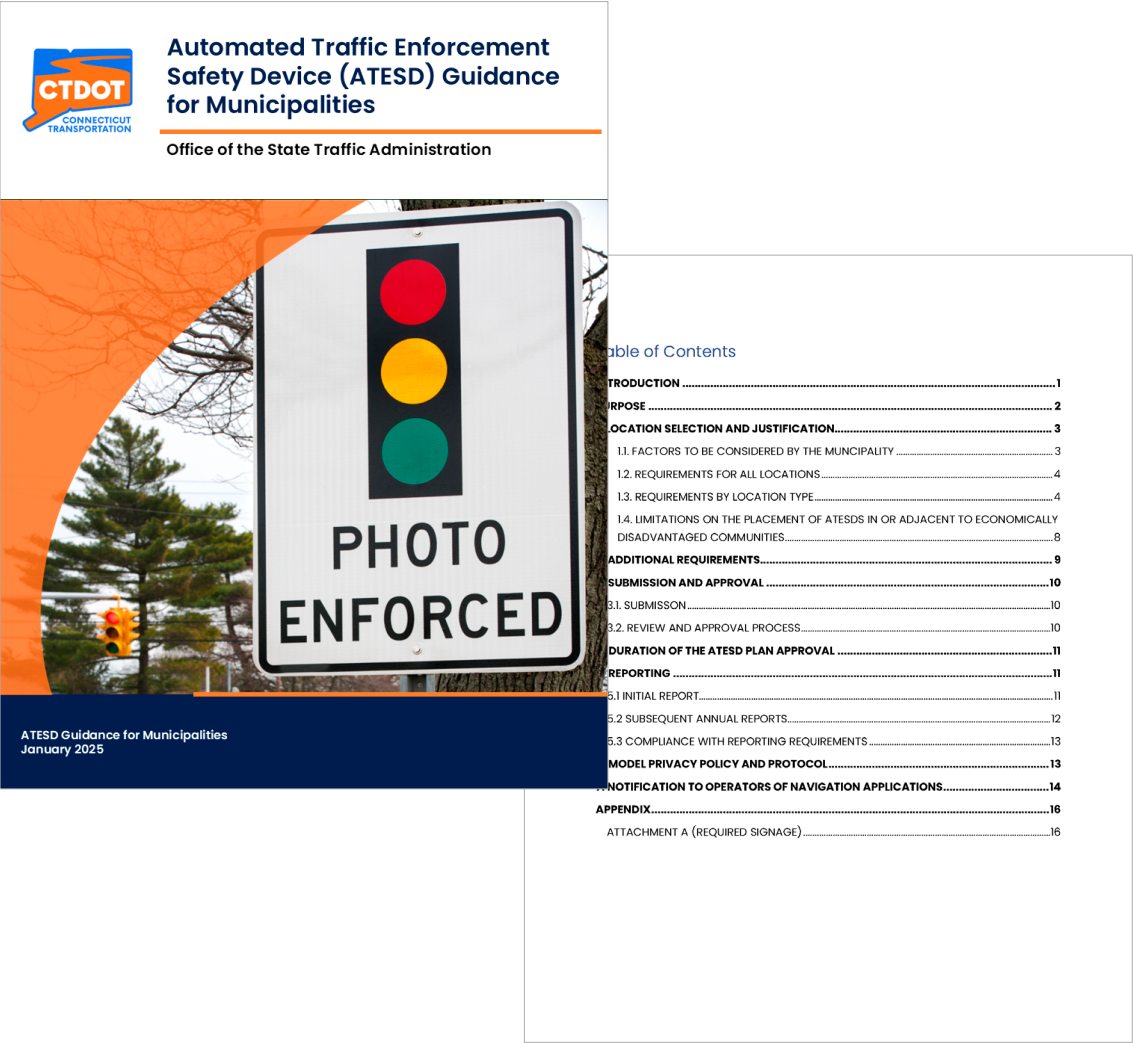 CTDOT
CONNECTICUT
TRANSPORTATION
Automated Traffic Enforcement
Safety Device (ATESD) Guidance
for Municipalities
Office of the State Traffic Administration
PHOTO
ENFORCED
ATESD Guidance for Municipalities
January 2025
able of Contents
TRODUCTION 1
RPOSE 2
OCATION SELECTION AND JUSTIFICATION 3
1.1. FACTORS TO BE CONSIDERED BY THE MUNCIPALITY 3
1.2. REQUIREMENTS FOR ALL LOCATIONS 4
1.3. REQUIREMENTS BY LOCATION TYPE 4
1.4. LIMITATIONS ON THE PLACEMENT OF ATESDS IN OR ADJACENT TO ECONOMICALLY
DISADVANTAGED COMMUNITIES 8
ADDITIONAL REQUIREMENTS 9
SUBMISSION AND APPROVAL 10
3.1. SUBMISSON 10
3.2. REVIEW AND APPROVAL PROCESS 10
DURATION OF THE ATESD PLAN APPROVAL 11
REPORTING 11
5.1 INITIAL REPORT 11
5.2 SUBSEQUENT ANNUAL REPORTS 12
5.3 COMPLIANCE WITH REPORTING REQUIREMENTS 13
MODEL PRIVACY POLICY AND PROTOCOL 13
NOTIFICATION TO OPERATORS OF NAVIGATION APPLICATIONS 14
APPENDIX 16
ATTACHMENT A (REQUIRED SIGNAGE) 16